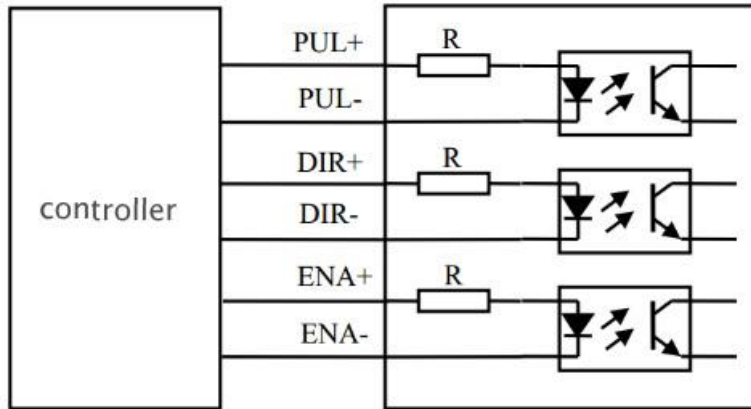 PUL+
R
PUL-
DIR+
R
controller
DIR-
ENA+
R
ENA-